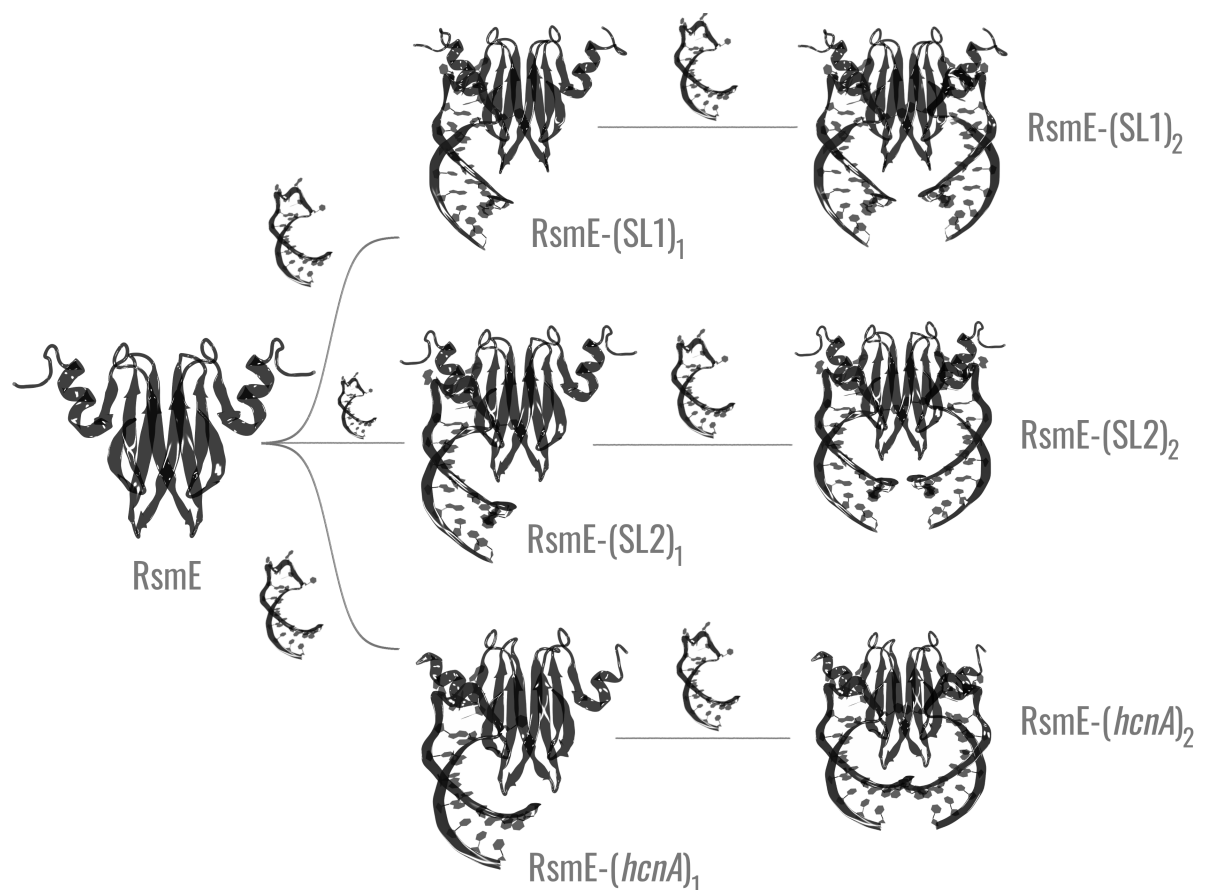 RsmE-(SL1)₂
RsmE-(SL1)₁
RsmE-(SL2)₂
RsmE-(SL2)₁
RsmE
RsmE-(hcnA)₂
RsmE-(hcnA)₁